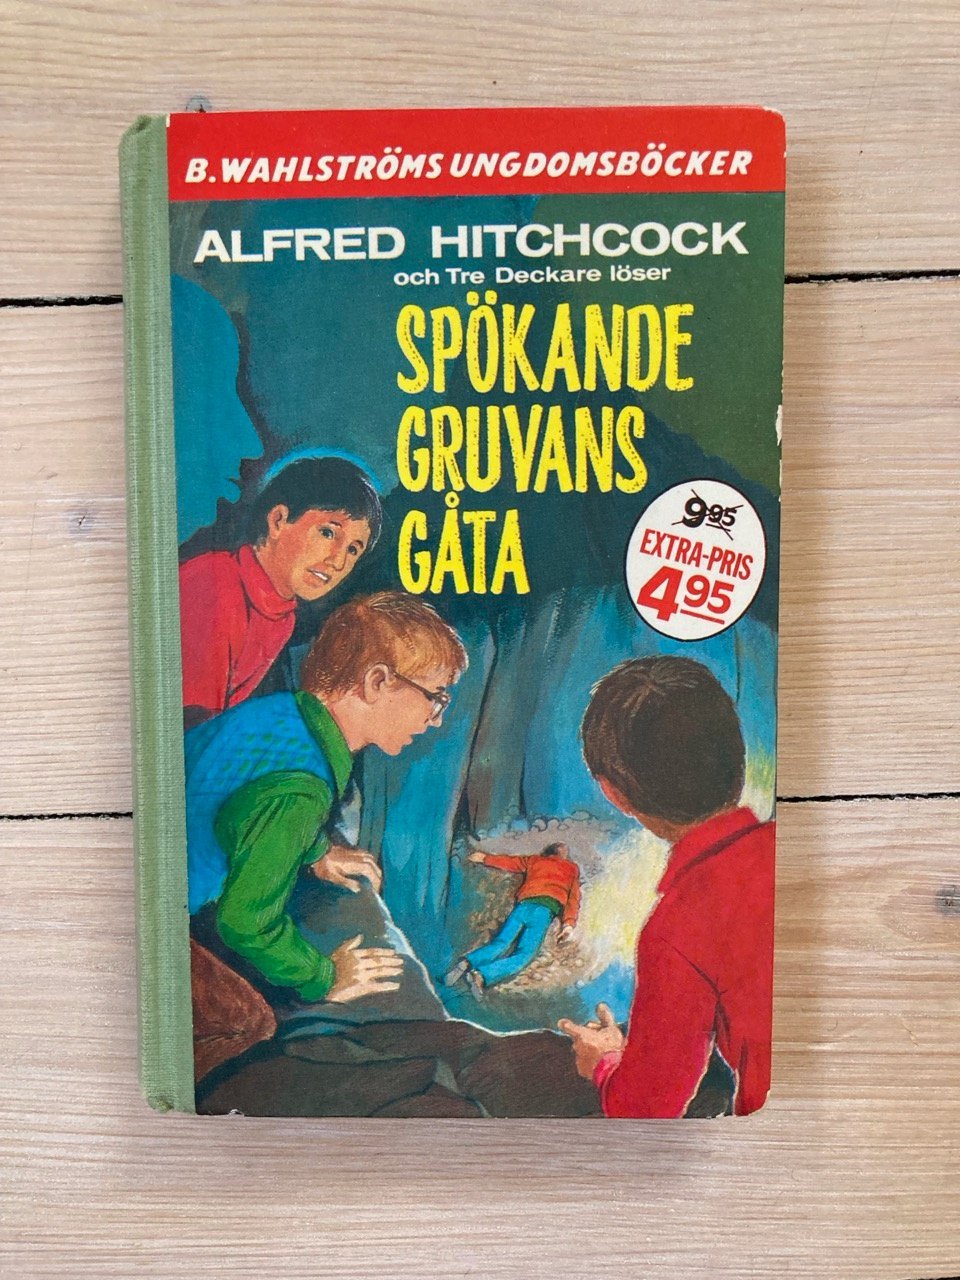 B. WAHLSTRÖMS UNGDOMSBÖCKER
ALFRED HITCHCOCK
och Tre Deckare löser
SPÖKANDE
GRUVANS
GÅTA
9.95
EXTRA-PRIS
4 95